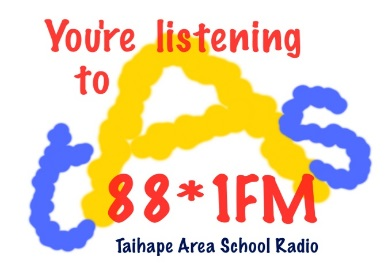 You're listening
to
tAs
88*1FM
Taihape Area School Radio